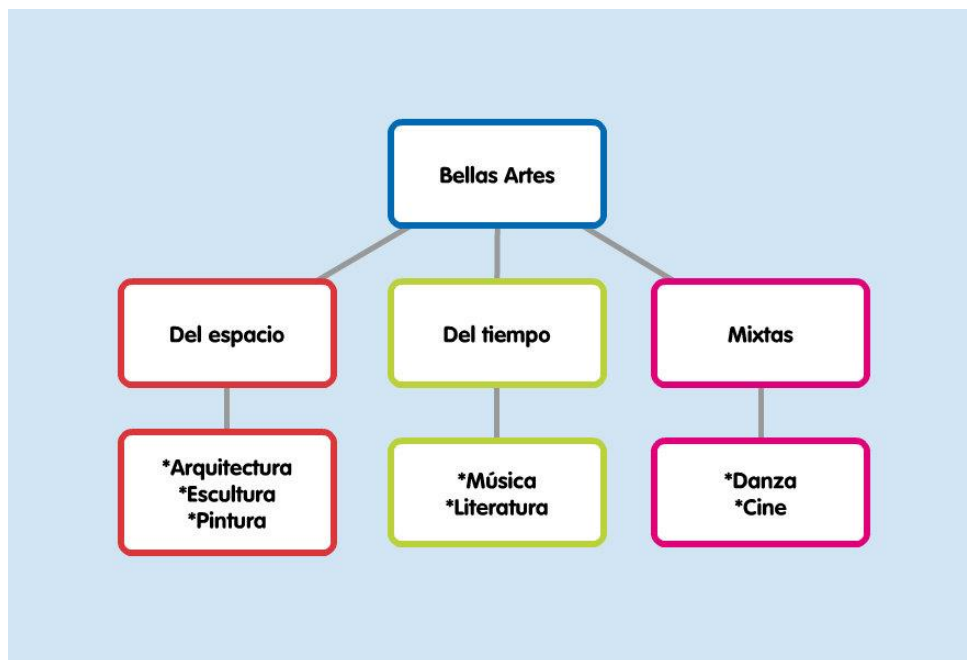 Bellas Artes
Del espacio
Del tiempo
Mixtas
*Arquitectura
*Escultura
*Pintura
*Música
*Literatura
*Danza
*Cine